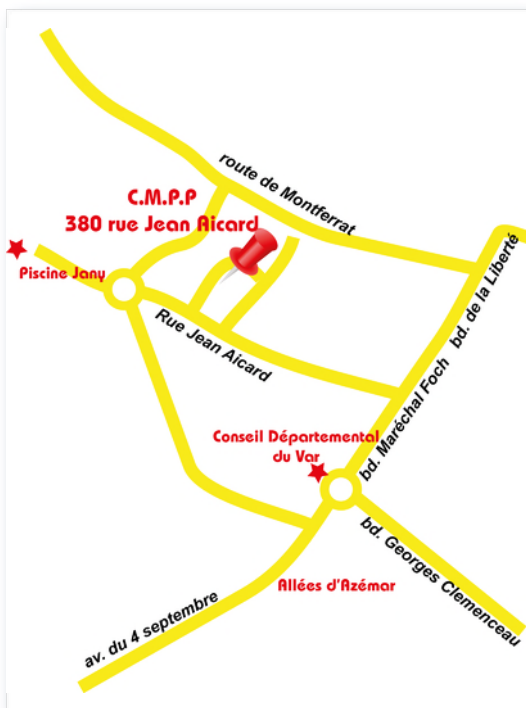 route de Montferrat
C.M.P.P
380 rue Jean Aicard
Piscine Jany
Rue Jean Aicard
bd. de la Liberté
bd. Maréchal Foch
Conseil Départemental
du Var
bd. Georges Clemenceau
Allées d'Azémar
av. du 4 septembre